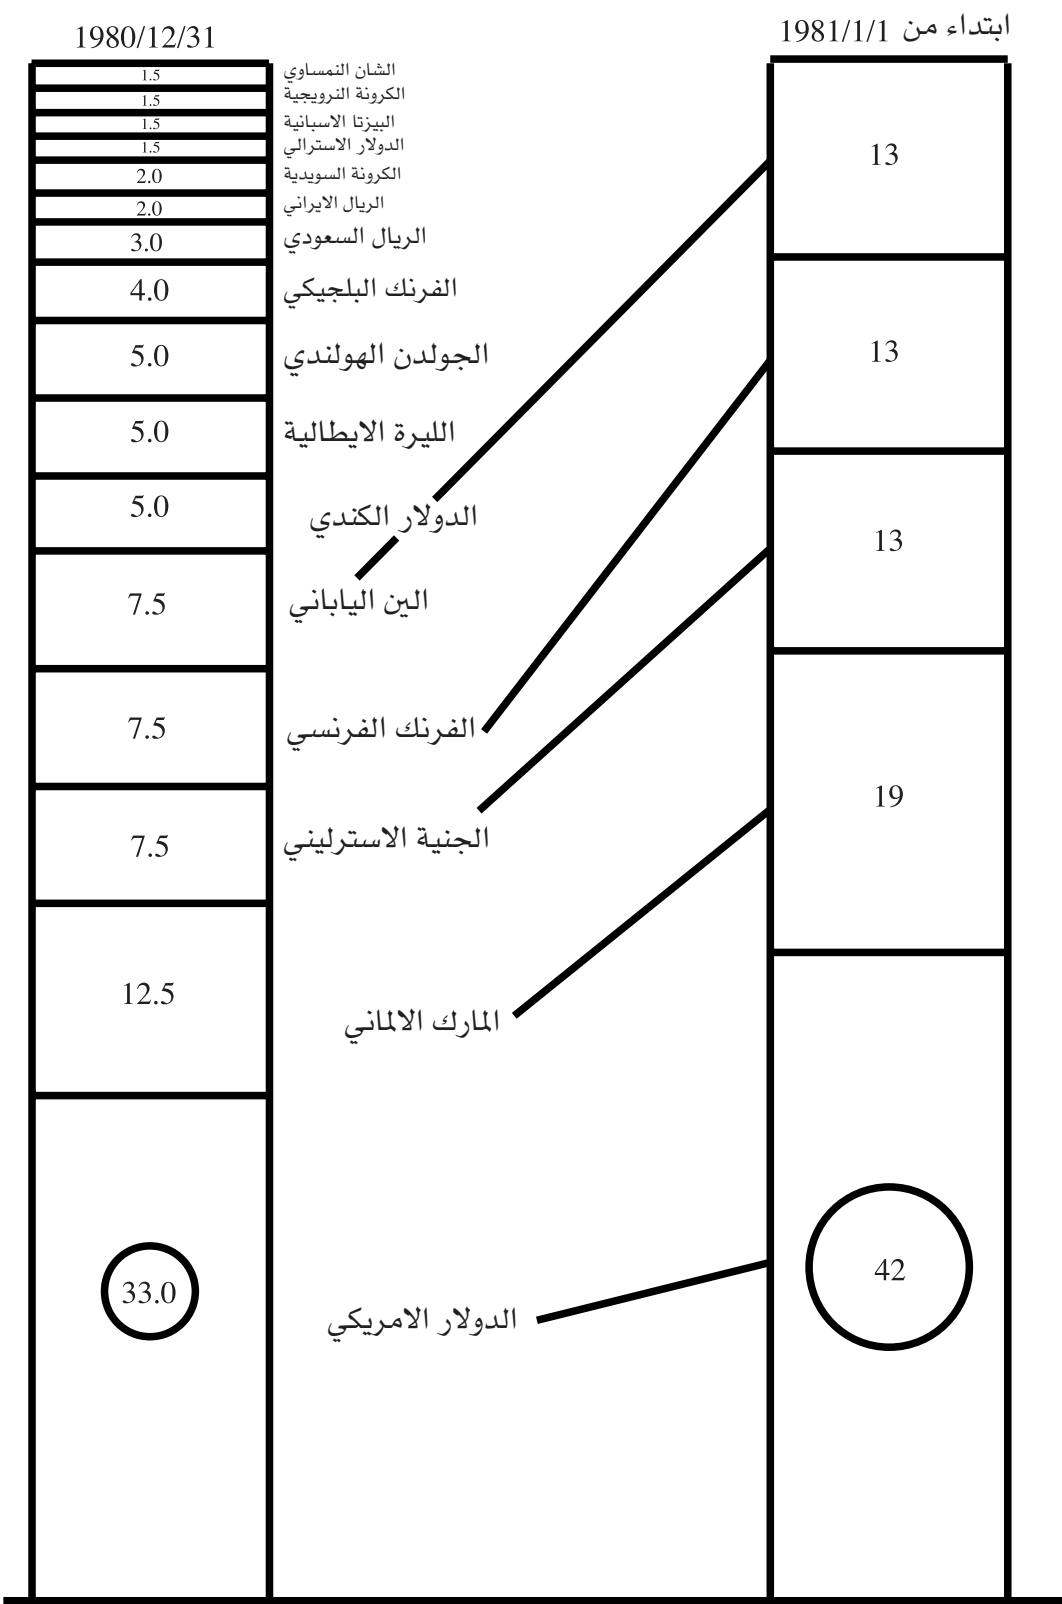 1980/12/31
ابتداء من 1981/1/1
1.5 الشان النمساوي
1.5 الكرونة النرويجية
1.5 البيزتا الاسبانية
1.5 الدولار الاسترالي
2.0 الكرونة السويدية
2.0 الريال الايراني
3.0 الريال السعودي
4.0 الفرنك البلجيكي
5.0 الجولدن الهولندي
5.0 الليرة الايطالية
5.0 الدولار الكندي
7.5 الين الياباني
7.5 الفرنك الفرنسي
7.5 الجنية الاسترليني
12.5 المارك الالماني
33.0 الدولار الامريكي
13
13
13
19
42